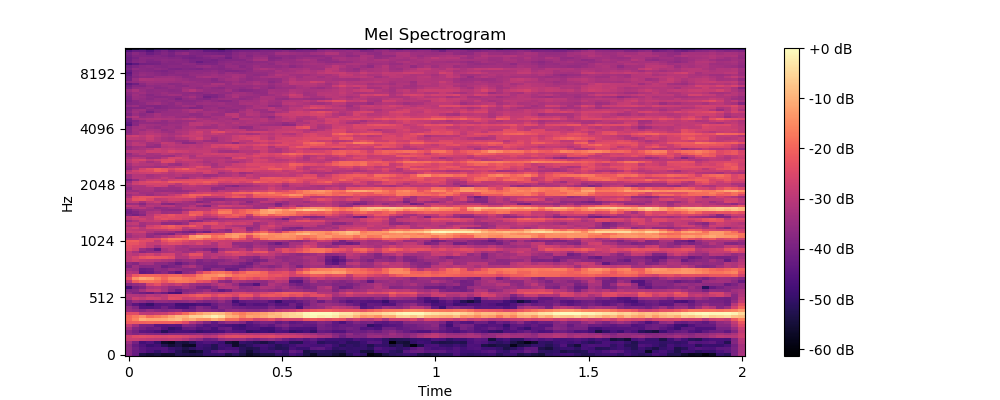 Mel Spectrogram
8192
4096
2048
1024
512
0
Hz
0
0.5
1
1.5
2
Time
+0 dB
-10 dB
-20 dB
-30 dB
-40 dB
-50 dB
-60 dB